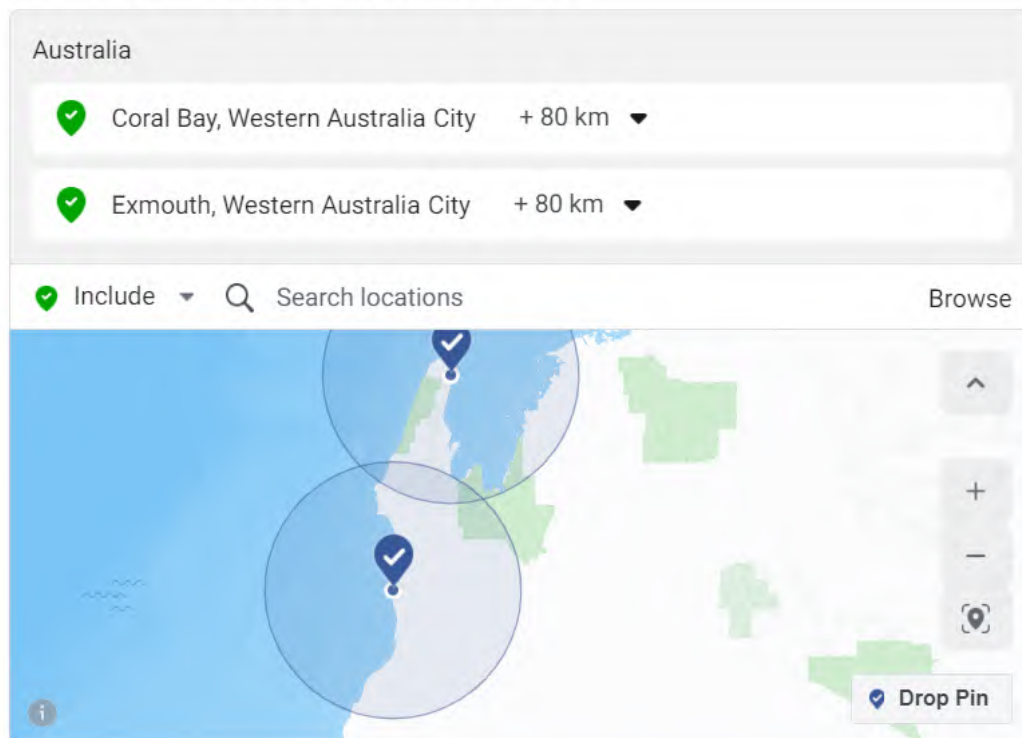 Australia
Coral Bay, Western Australia City + 80 km
Exmouth, Western Australia City + 80 km
Include Search locations Browse
Drop Pin